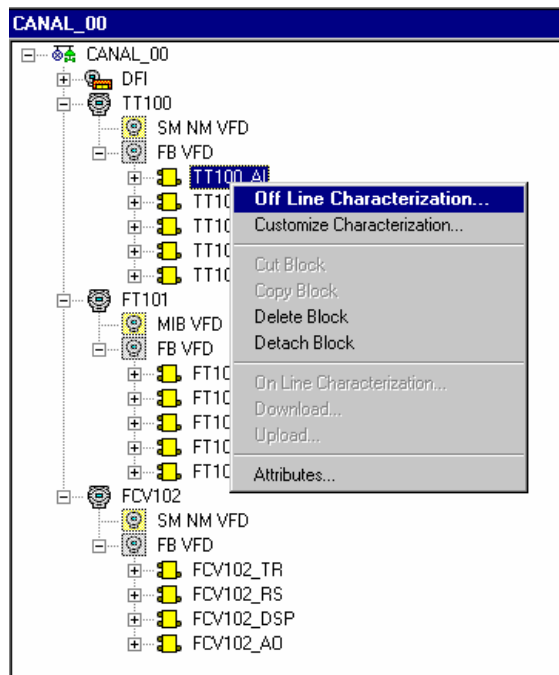 CANAL_00
CANAL_00
DFI
TT100
SM NM VFD
FB VFD
TT100_AI
Off Line Characterization...
Customize Characterization...
Cut Block
Copy Block
Delete Block
Detach Block
On Line Characterization...
Download...
Upload...
Attributes...
FT101
MIB VFD
FB VFD
FCV102
SM NM VFD
FB VFD
FCV102_TR
FCV102_RS
FCV102_DSP
FCV102_AO